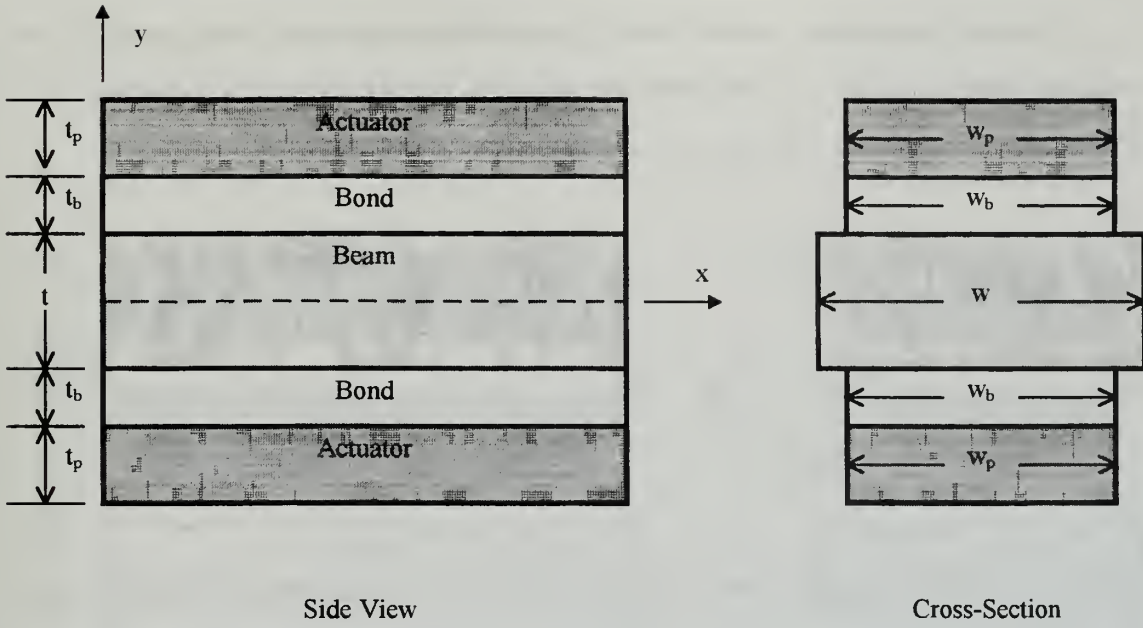 y
t_p
Actuator
w_p
t_b
Bond
w_b
Beam
x
t
w
t_b
Bond
w_b
Actuator
t_p
w_p
Side View
Cross-Section